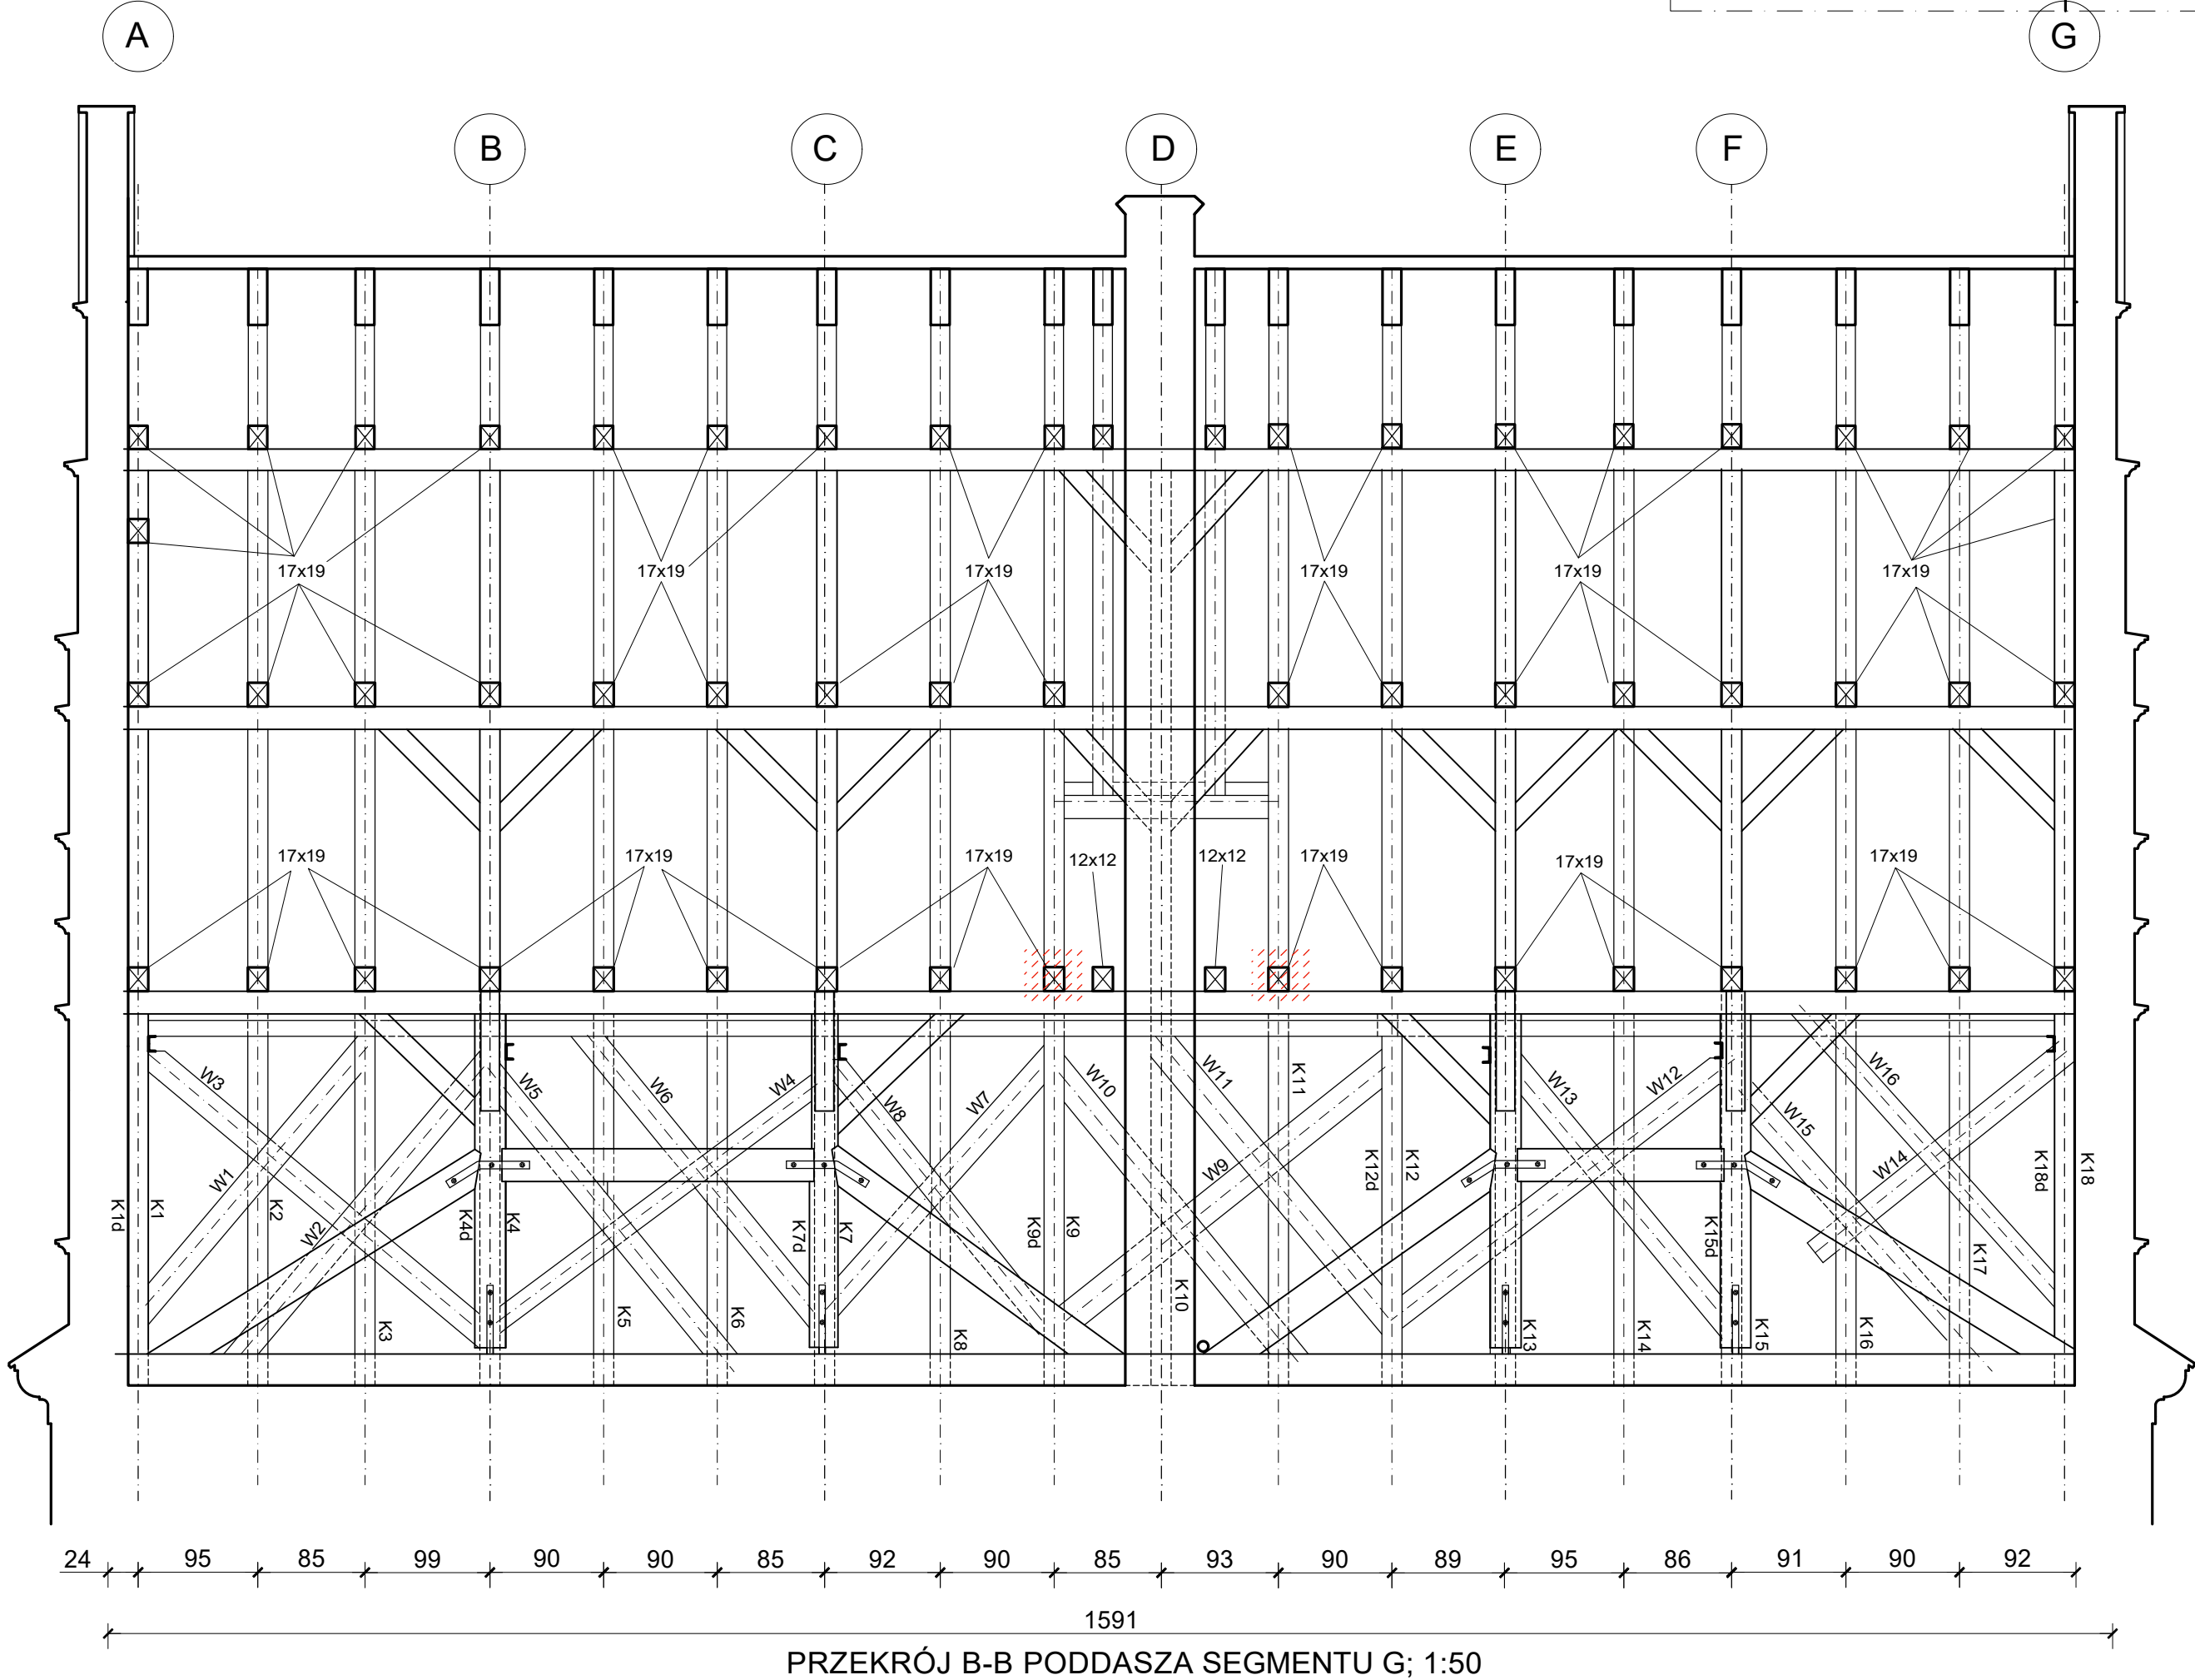 A G
B C D E F
17x19 17x19 17x19 17x19 17x19 17x19
17x19 17x19 17x19 12x12 12x12 17x19 17x19 17x19
W3 W5 W6 W4 W8 W7 W10 W11 K11 W13 W12 W15 W16
W1 W2 W9 W14
K1d K1 K2 K4d K4 K7d K7 K9d K9 K12d K12 K15d K17 K18d K18
K3 K5 K6 K8 K10 K13 K14 K15 K16
24 95 85 99 90 90 85 92 90 85 93 90 89 95 86 91 90 92
1591
PRZEKRÓJ B-B PODDASZA SEGMENTU G; 1:50